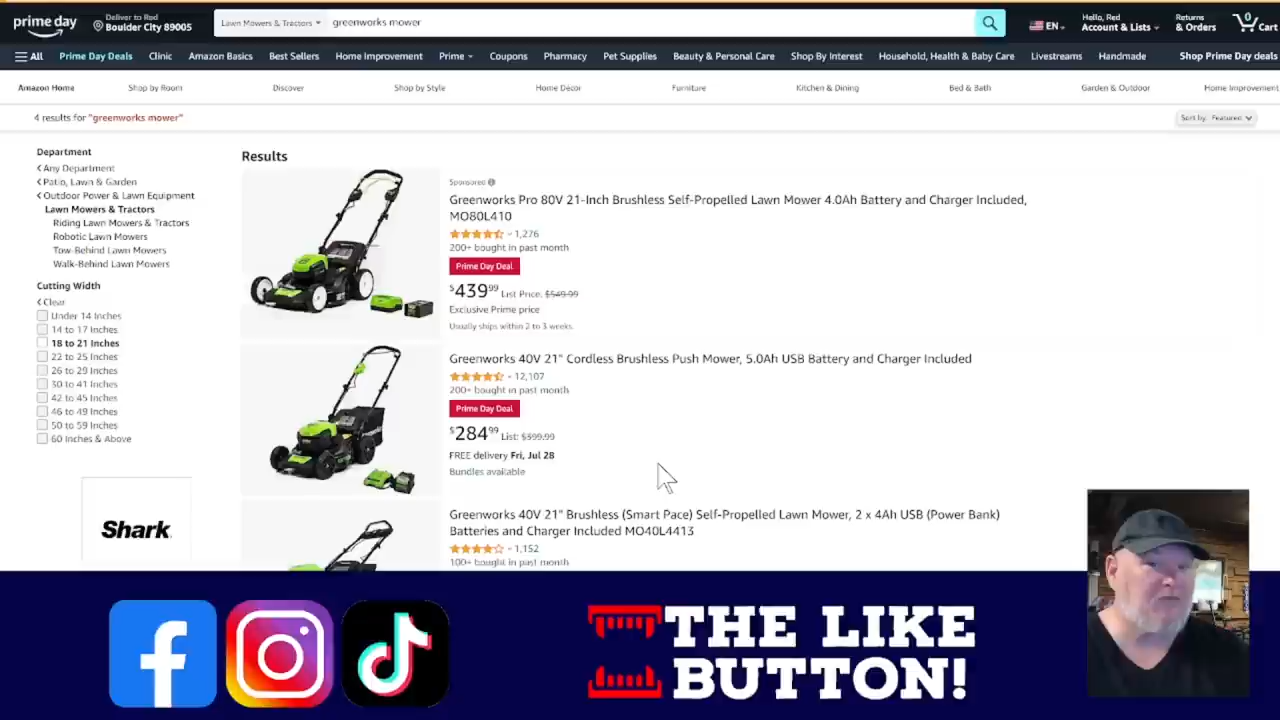 prime day
Deliver to Rod
Boulder City 89005
Lawn Mowers & Tractors
greenworks mower
EN
Hello, Red
Account & Lists
Returns
& Orders
0
Cart
All
Prime Day Deals
Clinic
Amazon Basics
Best Sellers
Home Improvement
Prime
Coupons
Pharmacy
Pet Supplies
Beauty & Personal Care
Shop By Interest
Household, Health & Baby Care
Livestreams
Handmade
Shop Prime Day deals
Amazon Home
Shop by Room
Discover
Shop by Style
Home Décor
Furniture
Kitchen & Dining
Bed & Bath
Garden & Outdoor
Home Improvement
4 results for "greenworks mower"
Sort by: Featured
Department
Any Department
Patio, Lawn & Garden
Outdoor Power & Lawn Equipment
Lawn Mowers & Tractors
Riding Lawn Mowers & Tractors
Robotic Lawn Mowers
Tow-Behind Lawn Mowers
Walk-Behind Lawn Mowers
Cutting Width
Clear
Under 14 Inches
14 to 17 Inches
18 to 21 Inches
22 to 25 Inches
26 to 29 Inches
30 to 41 Inches
42 to 45 Inches
46 to 49 Inches
50 to 59 Inches
60 Inches & Above
Shark
Results
Sponsored
Greenworks Pro 80V 21-Inch Brushless Self-Propelled Lawn Mower 4.0Ah Battery and Charger Included,
MO80L410
1,276
200+ bought in past month
Prime Day Deal
$439.99 List Price: $549.99
Exclusive Prime price
Usually ships within 2 to 3 weeks.
Greenworks 40V 21" Cordless Brushless Push Mower, 5.0Ah USB Battery and Charger Included
12,107
200+ bought in past month
Prime Day Deal
$284.99 List: $399.99
FREE delivery Fri, Jul 28
Bundles available
Greenworks 40V 21" Brushless (Smart Pace) Self-Propelled Lawn Mower, 2 x 4Ah USB (Power Bank)
Batteries and Charger Included MO40L4413
1,152
100+ bought in past month
THE LIKE
BUTTON!